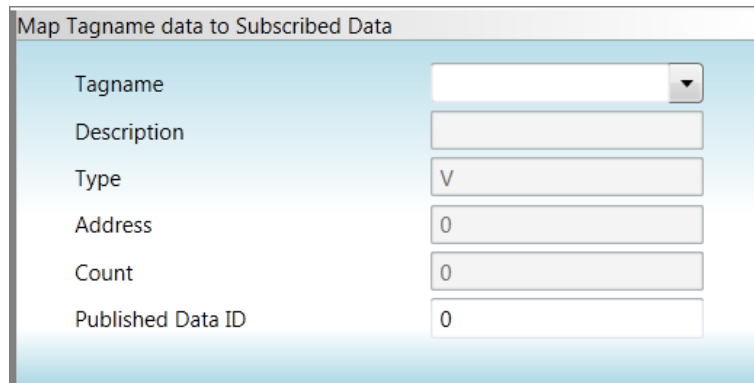 Map Tagname data to Subscribed Data
Tagname
Description
Type V
Address 0
Count 0
Published Data ID 0